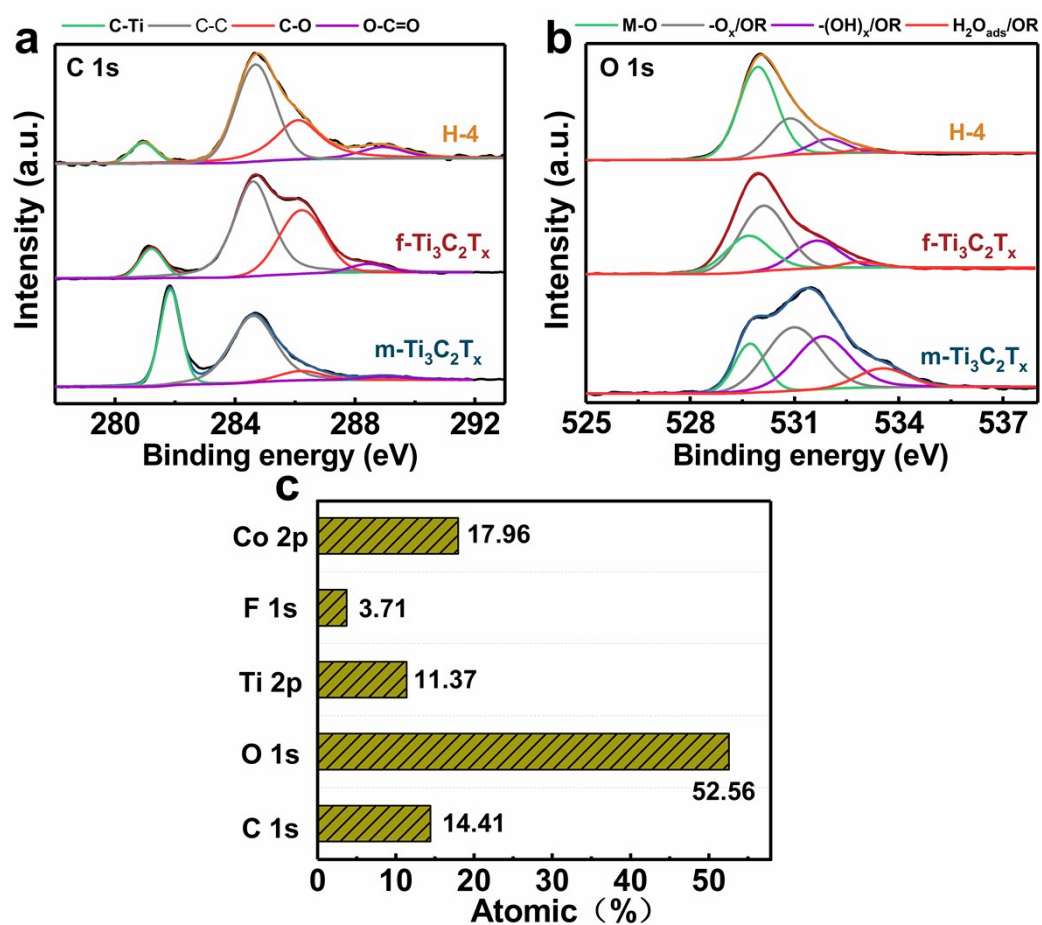 a
C-Ti C-C C-O O-C=O
C 1s
H-4
f-Ti₃C₂Tₓ
m-Ti₃C₂Tₓ
Intensity (a.u.)
280 284 288 292
Binding energy (eV)
b
M-O -Oₓ/OR -(OH)ₓ/OR H₂Oₐdₛ/OR
O 1s
H-4
f-Ti₃C₂Tₓ
m-Ti₃C₂Tₓ
Intensity (a.u.)
525 528 531 534 537
Binding energy (eV)
c
Co 2p 17.96
F 1s 3.71
Ti 2p 11.37
O 1s
52.56
C 1s 14.41
0 10 20 30 40 50
Atomic（%）